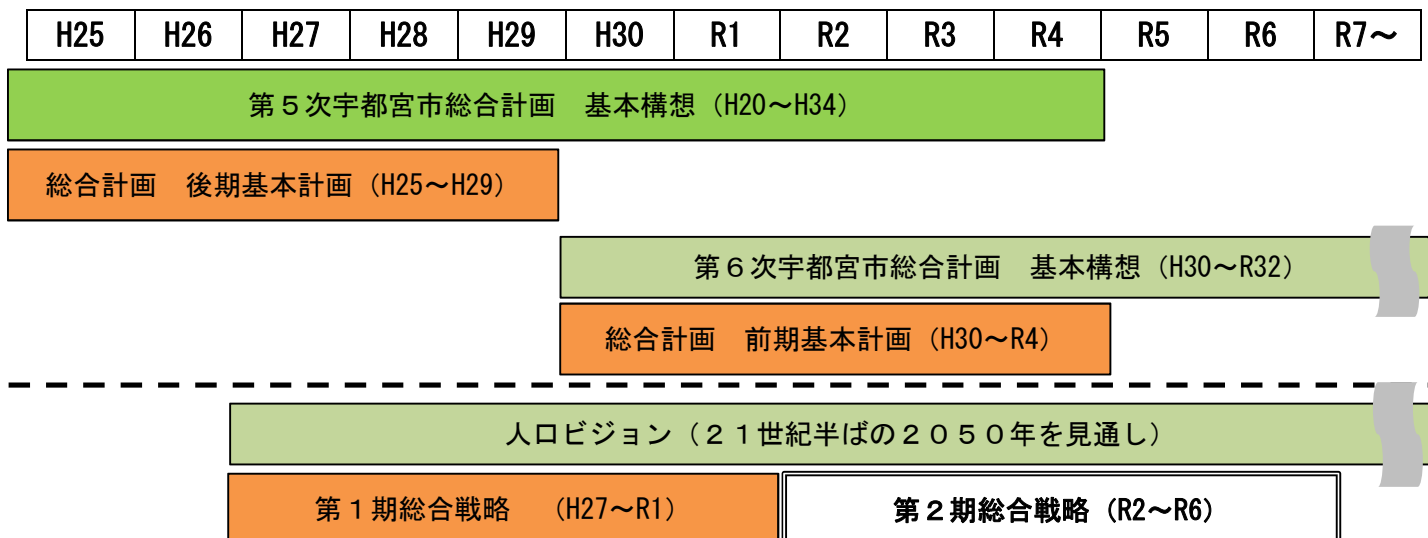 H25 H26 H27 H28 H29 H30 R1 R2 R3 R4 R5 R6 R7～
第５次宇都宮市総合計画　基本構想（H20～H34）
総合計画　後期基本計画（H25～H29）
第６次宇都宮市総合計画　基本構想（H30～R32）
総合計画　前期基本計画（H30～R4）
人口ビジョン（２１世紀半ばの２０５０年を見通し）
第１期総合戦略　（H27～R1）
第２期総合戦略（R2～R6）